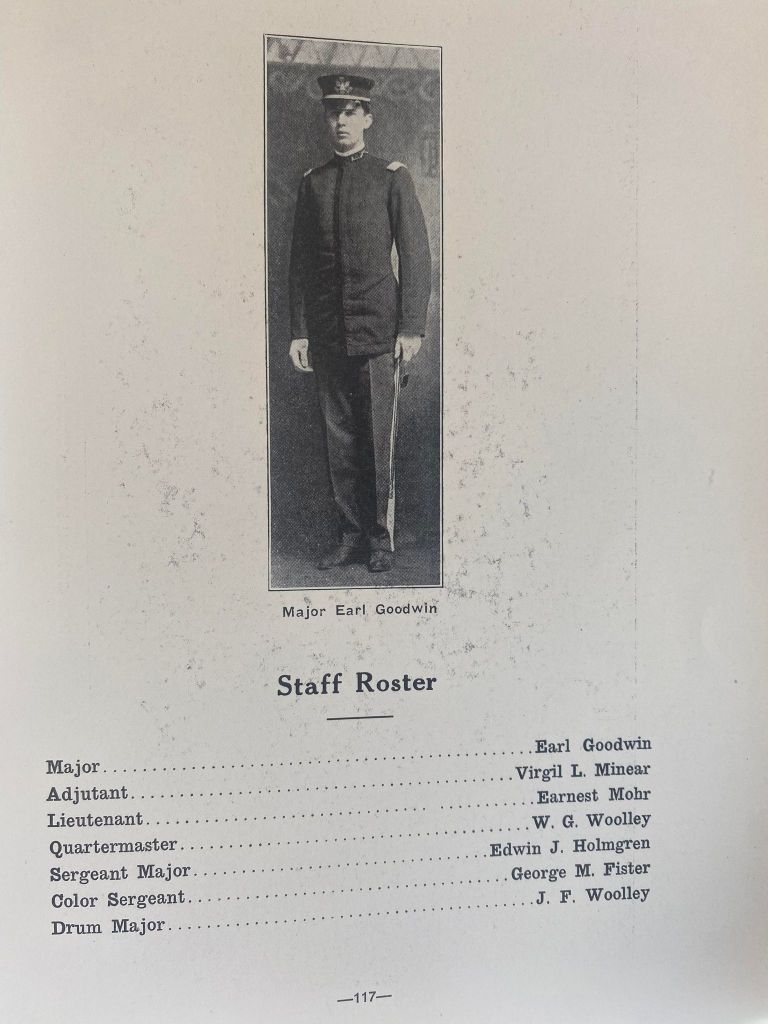 Major Earl Goodwin
Staff Roster
Major.......................................Earl Goodwin
Adjutant....................................Virgil L. Minear
Lieutenant..................................Earnest Mohr
Quartermaster...............................W. G. Woolley
Sergeant Major..............................Edwin J. Holmgren
Color Sergeant..............................George M. Fister
Drum Major..................................J. F. Woolley
—117—